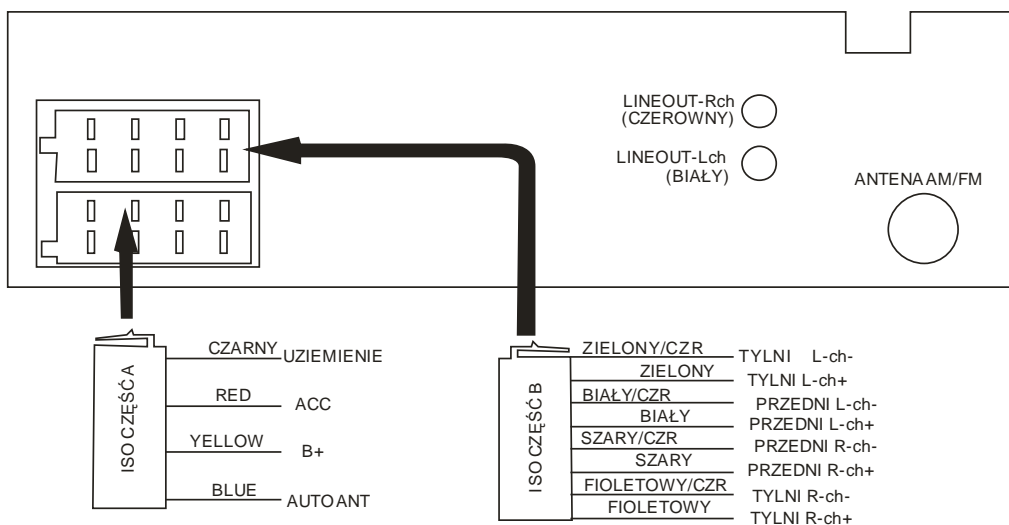 LINEOUT-Rch
(CZEROWNY)
LINEOUT-Lch
(BIAŁY)
ANTENA AM/FM
ISO CZĘŚĆ A
CZARNY UZIEMIENIE
RED ACC
YELLOW B+
BLUE AUTO ANT
ISO CZĘŚĆ B
ZIELONY/CZR TYLNI L-ch-
ZIELONY TYLNI L-ch+
BIAŁY/CZR PRZEDNI L-ch-
BIAŁY PRZEDNI L-ch+
SZARY/CZR PRZEDNI R-ch-
SZARY PRZEDNI R-ch+
FIOLETOWY/CZR TYLNI R-ch-
FIOLETOWY TYLNI R-ch+